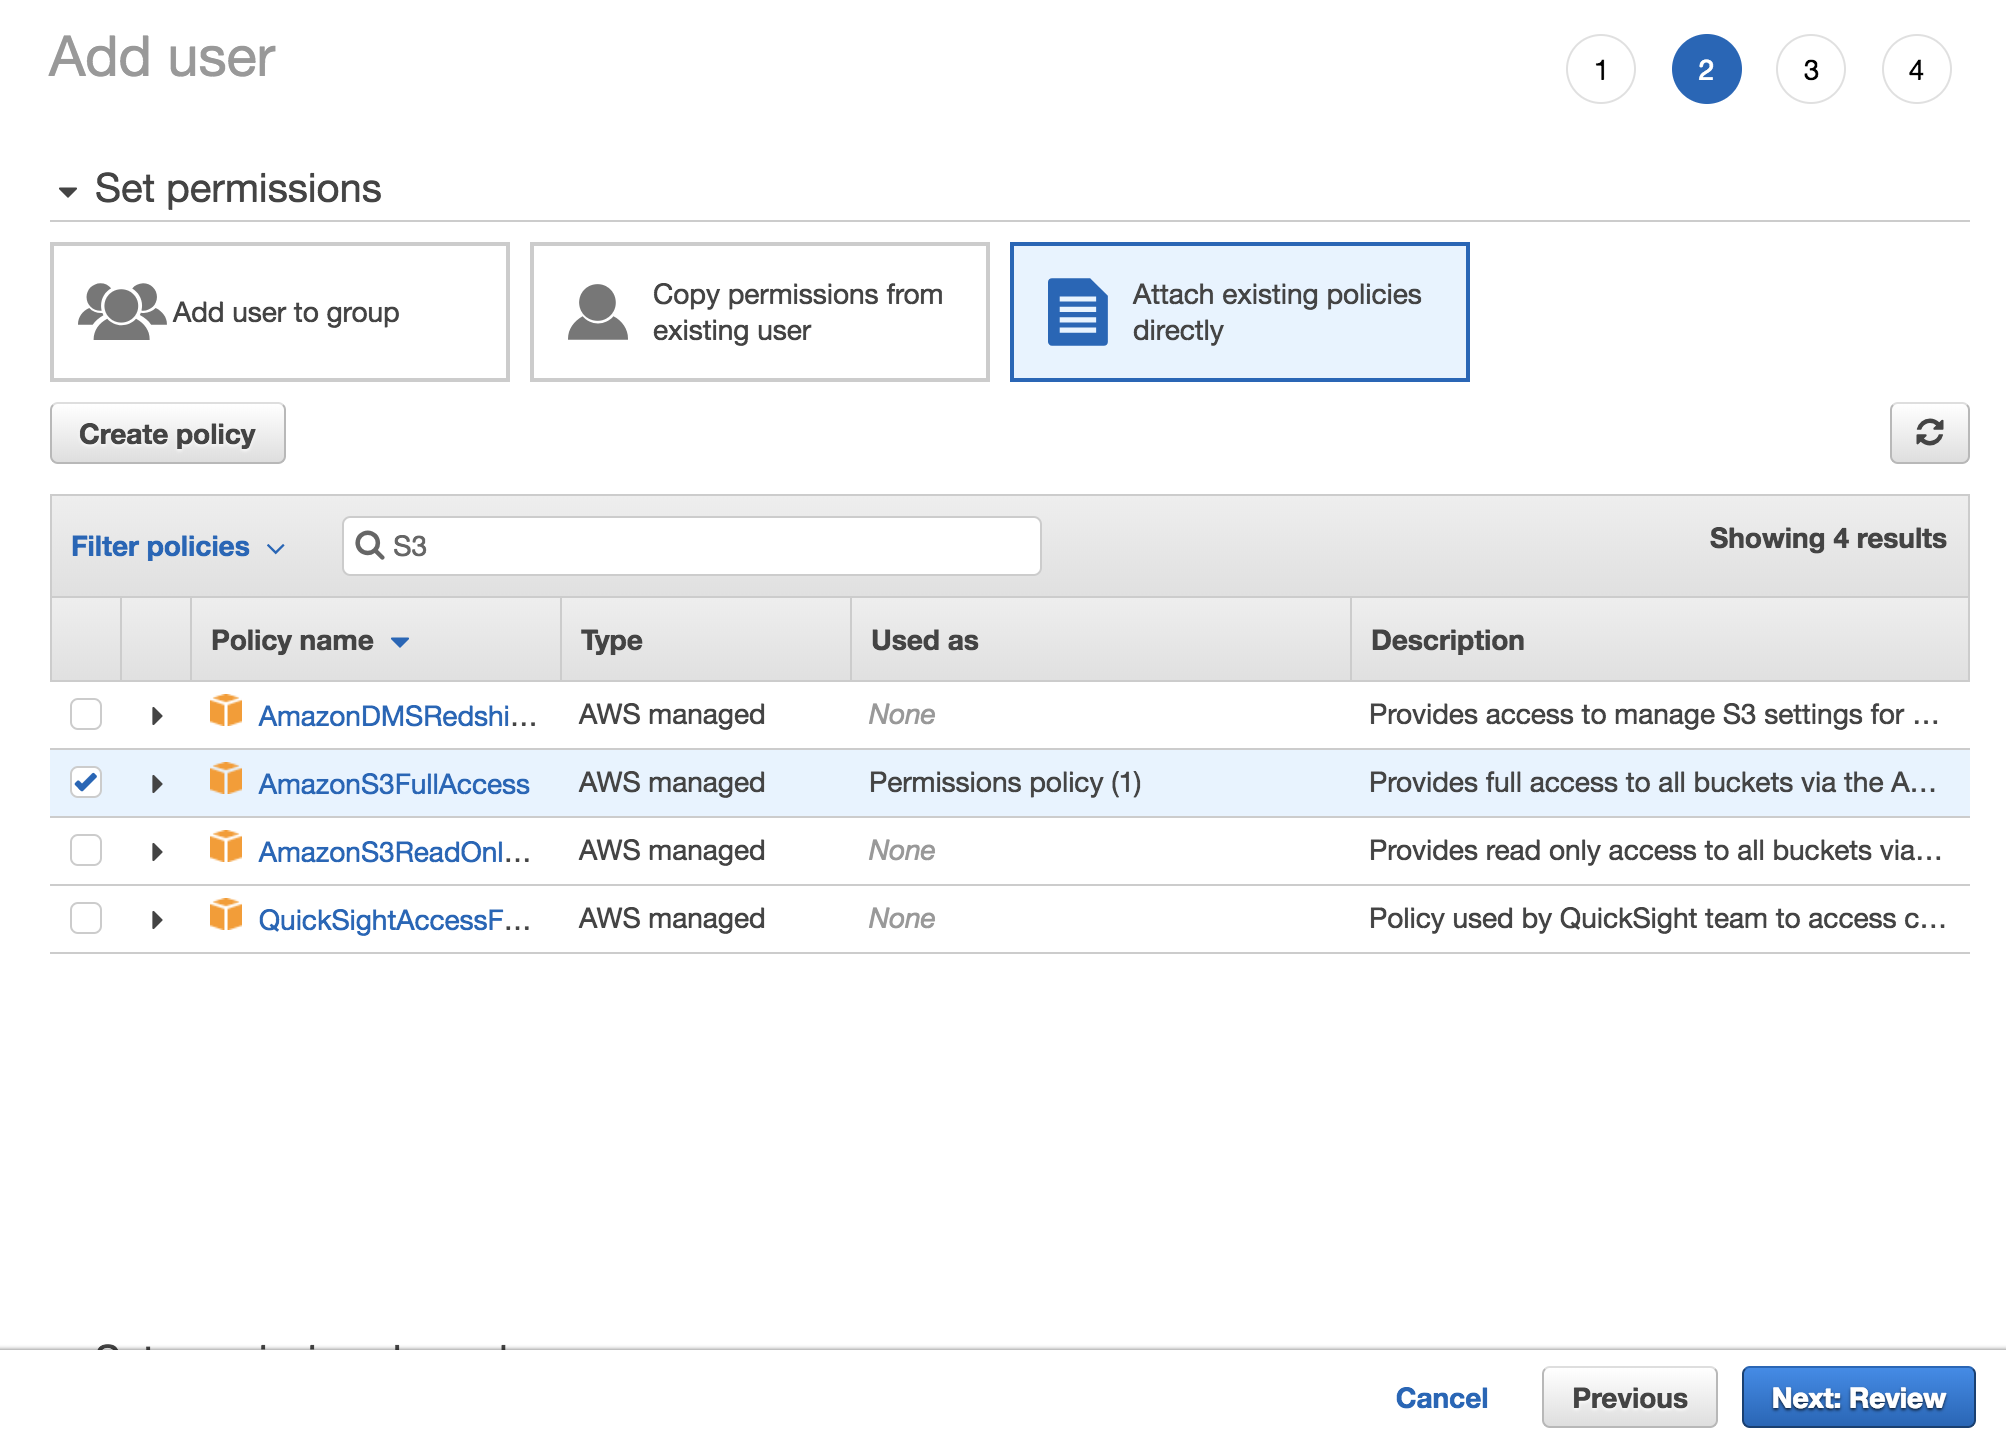 Add user
1 2 3 4
Set permissions
Add user to group
Copy permissions from
existing user
Attach existing policies
directly
Create policy
Filter policies S3 Showing 4 results
Policy name Type Used as Description
AmazonDMSRedshi... AWS managed None Provides access to manage S3 settings for ...
AmazonS3FullAccess AWS managed Permissions policy (1) Provides full access to all buckets via the A...
AmazonS3ReadOnl... AWS managed None Provides read only access to all buckets via...
QuickSightAccessF... AWS managed None Policy used by QuickSight team to access c...
Cancel Previous Next: Review